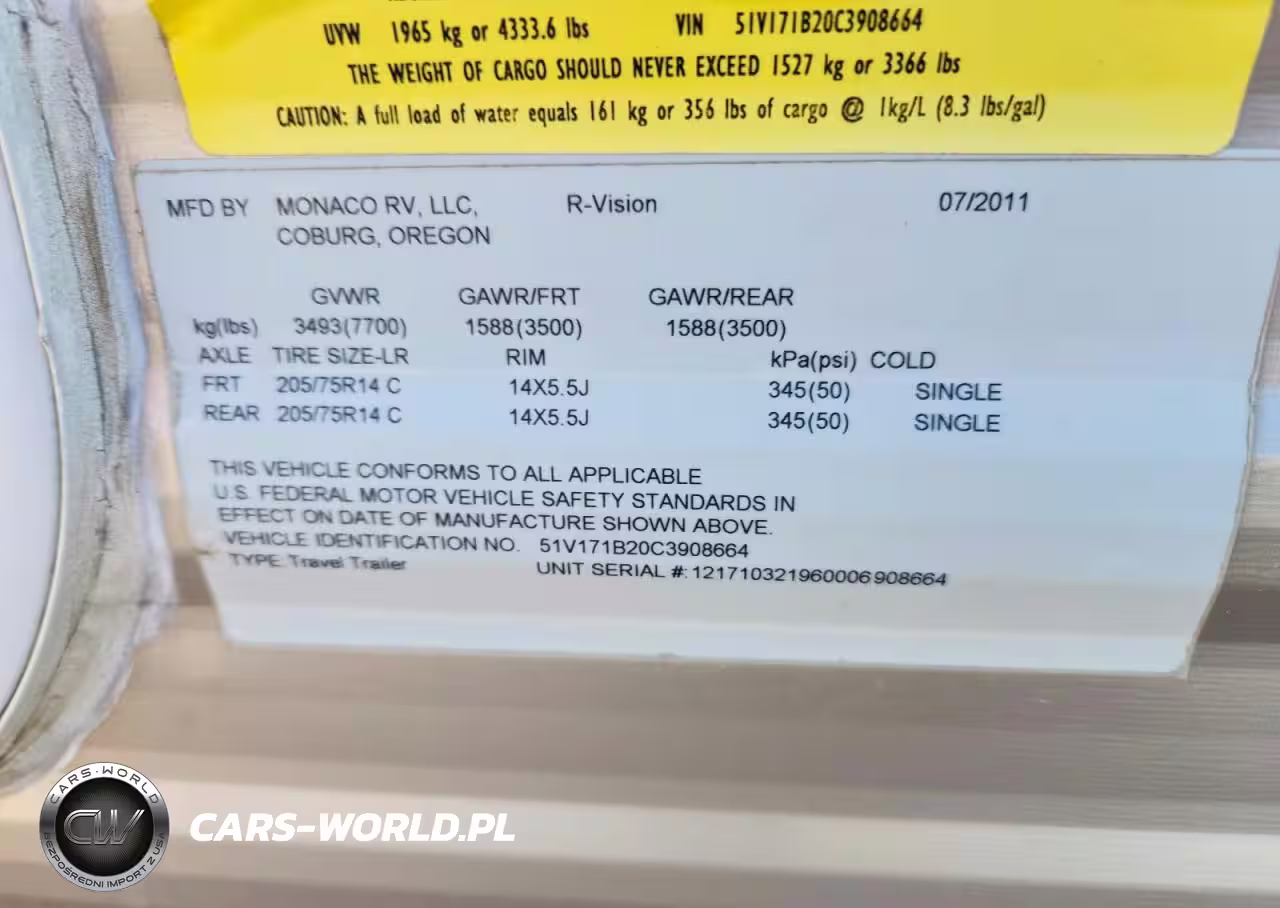 UVW 1965 kg or 4333.6 lbs VIN 51V171B20C3908664
THE WEIGHT OF CARGO SHOULD NEVER EXCEED 1527 kg or 3366 lbs
CAUTION: A full load of water equals 161 kg or 356 lbs of cargo @ 1kg/L (8.3 lbs/gal)
MFD BY MONACO RV, LLC, R-Vision 07/2011
COBURG, OREGON
GVWR GAWR/FRT GAWR/REAR
kg(lbs) 3493(7700) 1588(3500) 1588(3500)
AXLE TIRE SIZE-LR RIM kPa(psi) COLD
FRT 205/75R14 C 14X5.5J 345(50) SINGLE
REAR 205/75R14 C 14X5.5J 345(50) SINGLE
THIS VEHICLE CONFORMS TO ALL APPLICABLE
U.S. FEDERAL MOTOR VEHICLE SAFETY STANDARDS IN
EFFECT ON DATE OF MANUFACTURE SHOWN ABOVE.
VEHICLE IDENTIFICATION NO. 51V171B20C3908664
TYPE: Travel Trailer UNIT SERIAL #: 121710321960006908664
CARS-WORLD
CW
BEZPOŚREDNI IMPORT Z USA
CARS-WORLD.PL